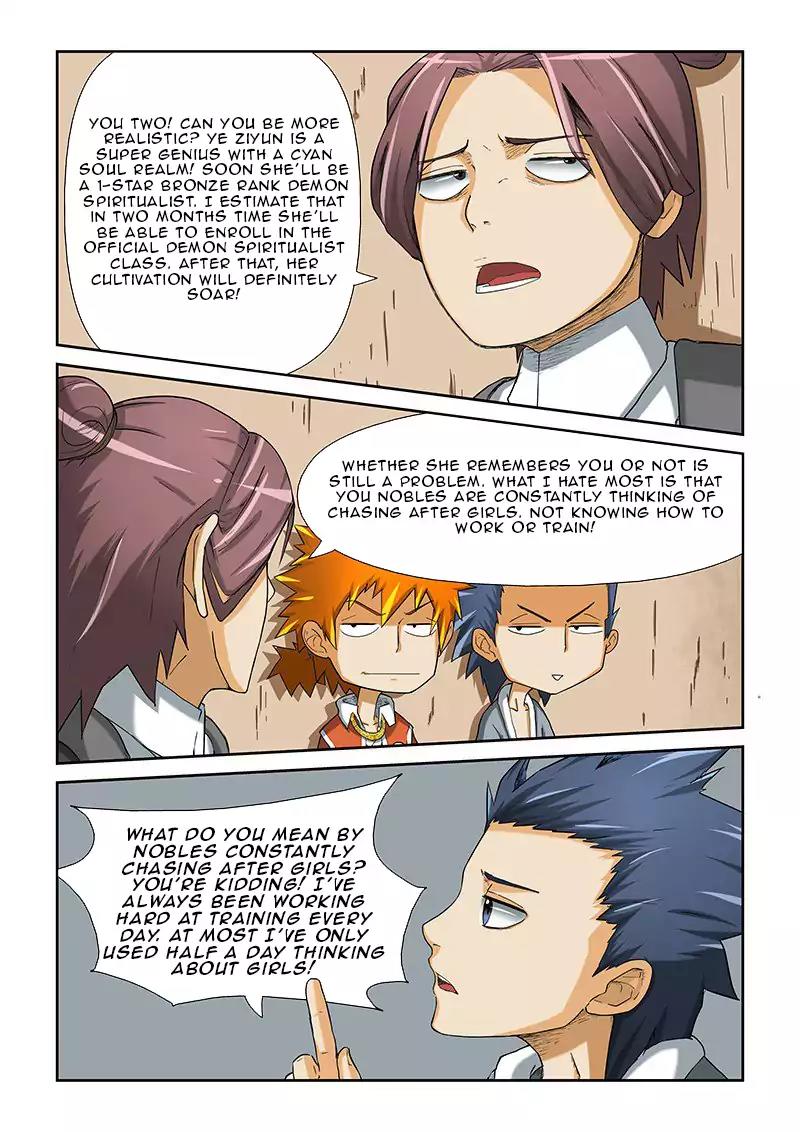 YOU TWO! CAN YOU BE MORE
REALISTIC? YE ZIYUN IS A
SUPER GENIUS WITH A CYAN
SOUL REALM! SOON SHE'LL BE
A 1-STAR BRONZE RANK DEMON
SPIRITUALIST. I ESTIMATE THAT
IN TWO MONTHS TIME SHE'LL
BE ABLE TO ENROLL IN THE
OFFICIAL DEMON SPIRITUALIST
CLASS. AFTER THAT, HER
CULTIVATION WILL DEFINITELY
SOAR!
WHETHER SHE REMEMBERS YOU OR NOT IS
STILL A PROBLEM. WHAT I HATE MOST IS THAT
YOU NOBLES ARE CONSTANTLY THINKING OF
CHASING AFTER GIRLS. NOT KNOWING HOW TO
WORK OR TRAIN!
WHAT DO YOU MEAN BY
NOBLES CONSTANTLY
CHASING AFTER GIRLS?
YOU'RE KIDDING! I'VE
ALWAYS BEEN WORKING
HARD AT TRAINING EVERY
DAY. AT MOST I'VE ONLY
USED HALF A DAY THINKING
ABOUT GIRLS!